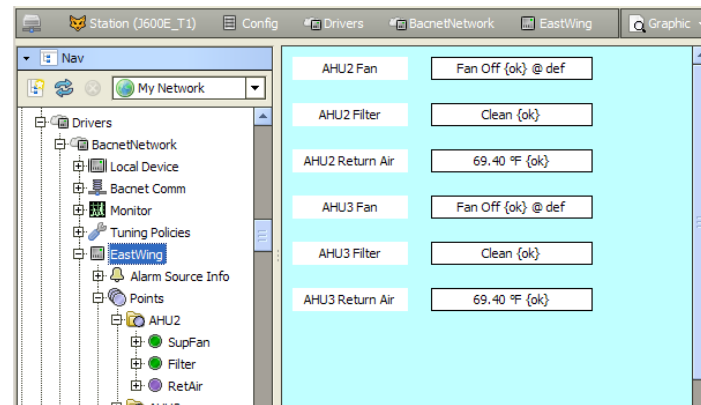 Station (J600E_T1) Config Drivers BacnetNetwork EastWing Graphic
Nav
My Network
Drivers
BacnetNetwork
Local Device
Bacnet Comm
Monitor
Tuning Policies
EastWing
Alarm Source Info
Points
AHU2
SupFan
Filter
RetAir
AHU2 Fan Fan Off {ok} @ def
AHU2 Filter Clean {ok}
AHU2 Return Air 69.40 ºF {ok}
AHU3 Fan Fan Off {ok} @ def
AHU3 Filter Clean {ok}
AHU3 Return Air 69.40 ºF {ok}